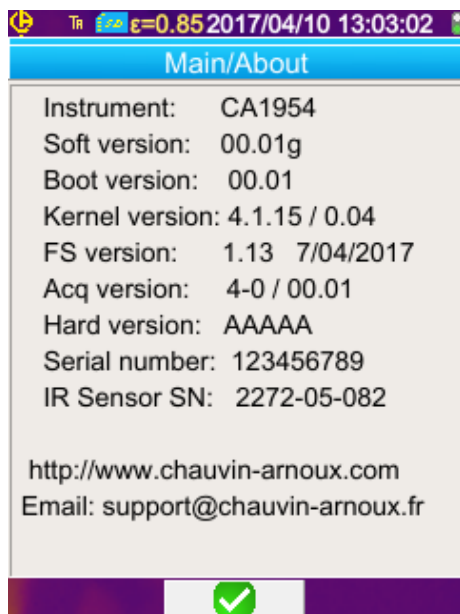 TR ε=0.85 2017/04/10 13:03:02
Main/About
Instrument: CA1954
Soft version: 00.01g
Boot version: 00.01
Kernel version: 4.1.15 / 0.04
FS version: 1.13 7/04/2017
Acq version: 4-0 / 00.01
Hard version: AAAAA
Serial number: 123456789
IR Sensor SN: 2272-05-082
http://www.chauvin-arnoux.com
Email: support@chauvin-arnoux.fr